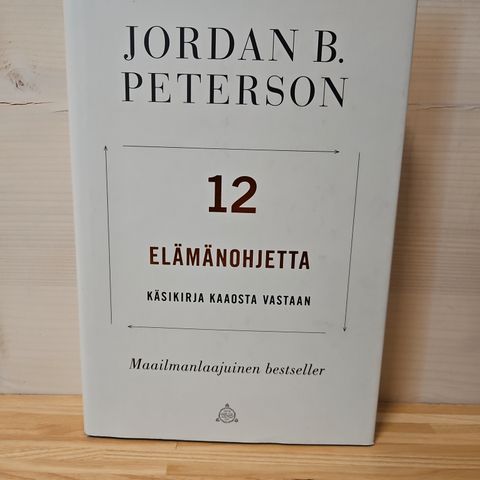 JORDAN B.
PETERSON
12
ELÄMÄNOHJETTA
KÄSIKIRJA KAAOSTA VASTAAN
Maailmanlaajuinen bestseller